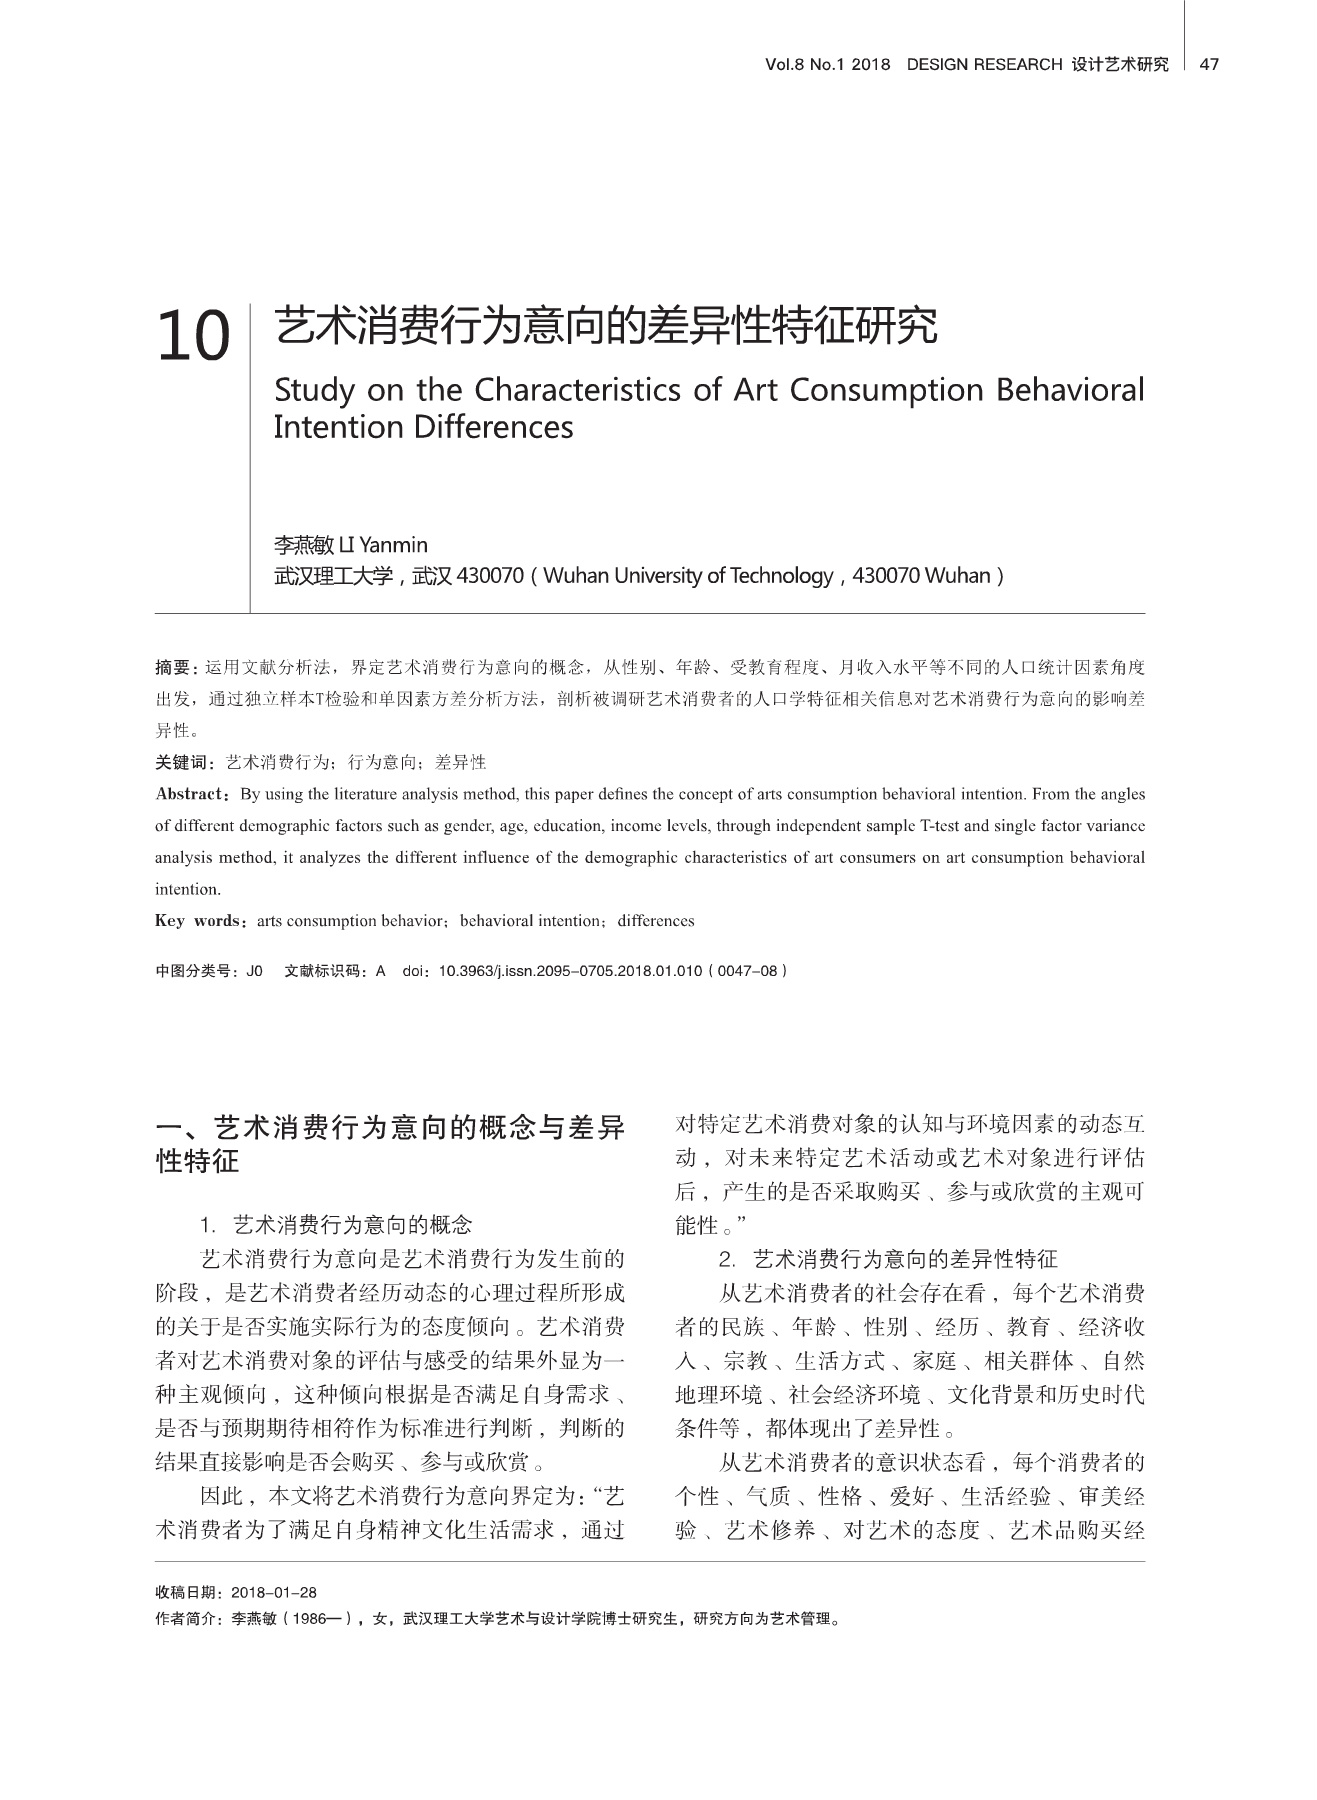 Vol.8 No.1 2018 DESIGN RESEARCH 设计艺术研究 47
10
艺术消费行为意向的差异性特征研究
Study on the Characteristics of Art Consumption Behavioral
Intention Differences
李燕敏 LI Yanmin
武汉理工大学，武汉 430070（Wuhan University of Technology，430070 Wuhan）
摘要：运用文献分析法，界定艺术消费行为意向的概念，从性别、年龄、受教育程度、月收入水平等不同的人口统计因素角度
出发，通过独立样本T检验和单因素方差分析方法，剖析被调研艺术消费者的人口学特征相关信息对艺术消费行为意向的影响差
异性。
关键词：艺术消费行为；行为意向；差异性
Abstract：By using the literature analysis method, this paper defines the concept of arts consumption behavioral intention. From the angles
of different demographic factors such as gender, age, education, income levels, through independent sample T-test and single factor variance
analysis method, it analyzes the different influence of the demographic characteristics of art consumers on art consumption behavioral
intention.
Key words：arts consumption behavior；behavioral intention；differences
中图分类号：J0 文献标识码：A doi：10.3963/j.issn.2095-0705.2018.01.010（0047-08）
一、艺术消费行为意向的概念与差异
性特征
1. 艺术消费行为意向的概念
艺术消费行为意向是艺术消费行为发生前的
阶段，是艺术消费者经历动态的心理过程所形成
的关于是否实施实际行为的态度倾向。艺术消费
者对艺术消费对象的评估与感受的结果外显为一
种主观倾向，这种倾向根据是否满足自身需求、
是否与预期期待相符作为标准进行判断，判断的
结果直接影响是否会购买、参与或欣赏。
因此，本文将艺术消费行为意向界定为：“艺
术消费者为了满足自身精神文化生活需求，通过
对特定艺术消费对象的认知与环境因素的动态互
动，对未来特定艺术活动或艺术对象进行评估
后，产生的是否采取购买、参与或欣赏的主观可
能性。”
2. 艺术消费行为意向的差异性特征
从艺术消费者的社会存在看，每个艺术消费
者的民族、年龄、性别、经历、教育、经济收
入、宗教、生活方式、家庭、相关群体、自然
地理环境、社会经济环境、文化背景和历史时代
条件等，都体现出了差异性。
从艺术消费者的意识状态看，每个消费者的
个性、气质、性格、爱好、生活经验、审美经
验、艺术修养、对艺术的态度、艺术品购买经
收稿日期：2018-01-28
作者简介：李燕敏（1986—），女，武汉理工大学艺术与设计学院博士研究生，研究方向为艺术管理。